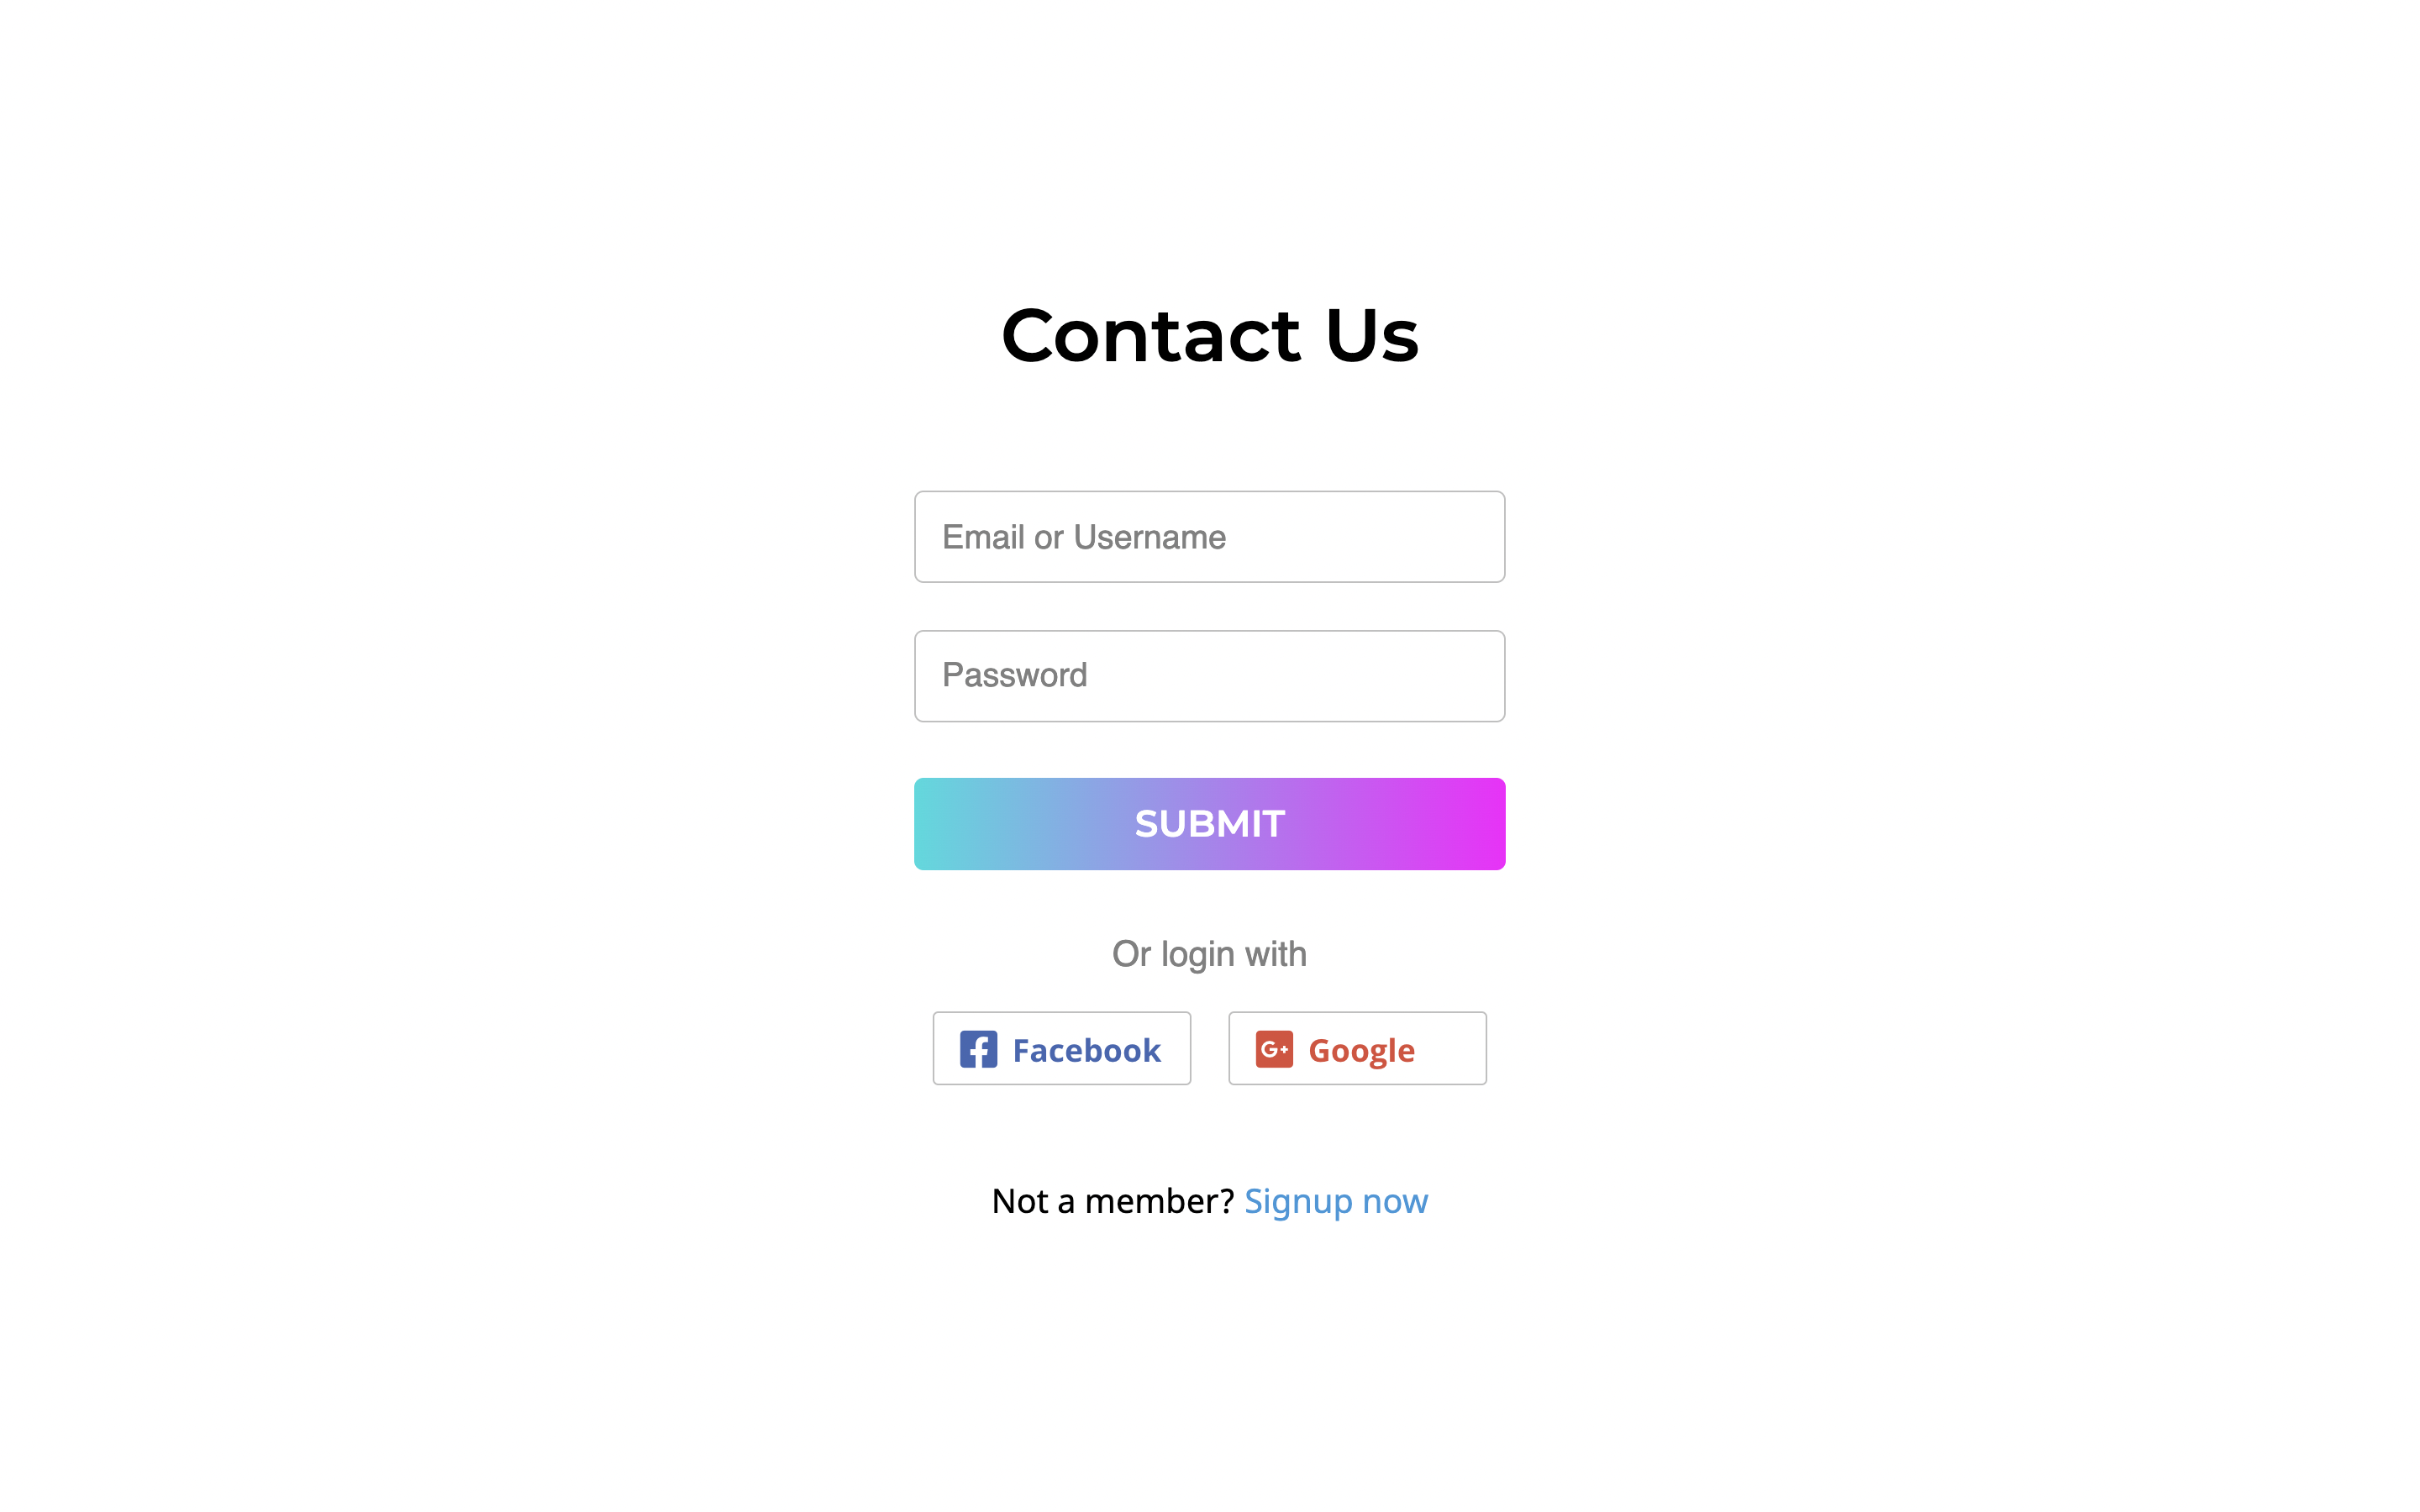 Contact Us
Email or Username
Password
SUBMIT
Or login with
Facebook
G+ Google
Not a member? Signup now